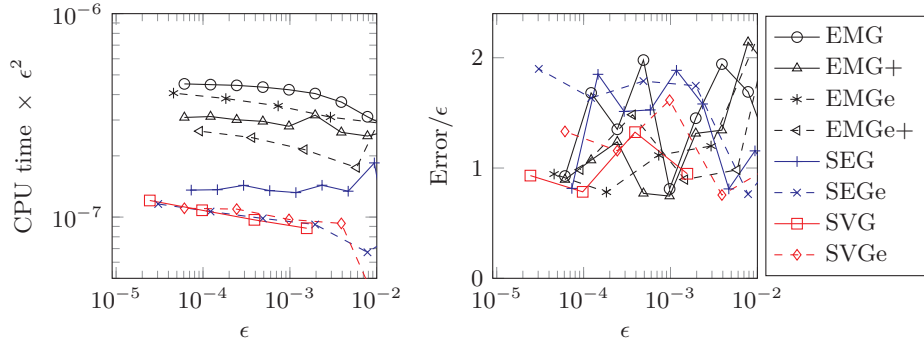 10⁻⁶
10⁻⁷
CPU time × ϵ²
10⁻⁵ 10⁻⁴ 10⁻³ 10⁻²
ϵ
2
1
0
Error/ϵ
10⁻⁵ 10⁻⁴ 10⁻³ 10⁻²
ϵ
EMG
EMG+
EMGe
EMGe+
SEG
SEGe
SVG
SVGe